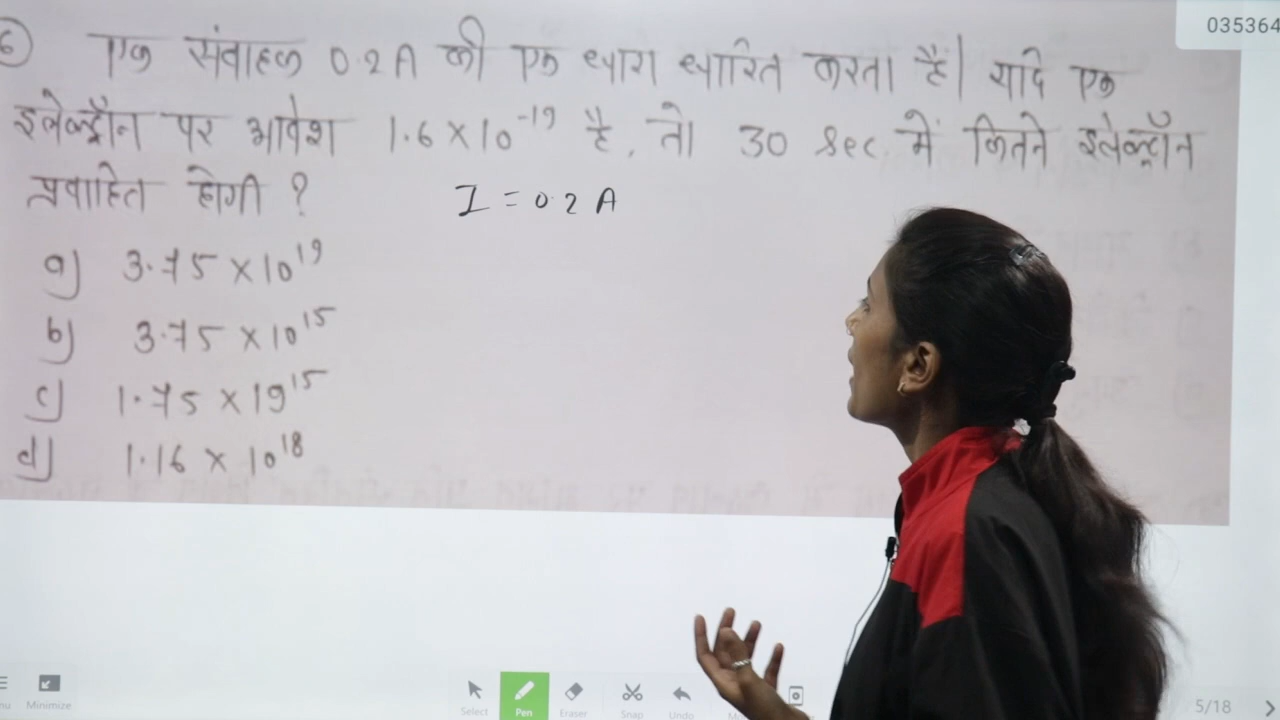 035364
6 एक संवाहक 0.2A की एक धारा धारित करता है| यदि एक
इलेक्ट्रॉन पर आवेश 1.6 × 10⁻¹⁹ है, तो 30 Sec में कितने इलेक्ट्रॉन
प्रवाहित होगी ?
I = 0.2 A
a) 3.75 × 10¹⁹
b) 3.75 × 10¹⁵
c) 1.75 × 19¹⁵
d) 1.16 × 10¹⁸
Minimize
Select Pen Eraser Snap Undo
5/18